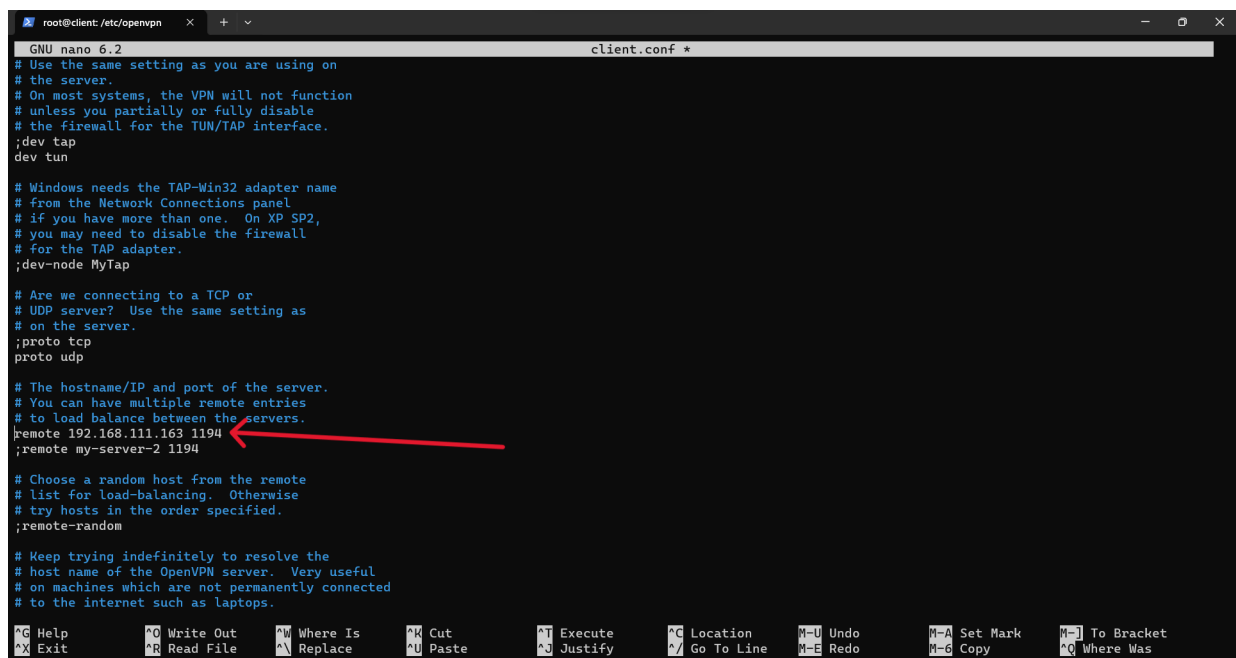 root@client: /etc/openvpn
GNU nano 6.2 client.conf *
# Use the same setting as you are using on
# the server.
# On most systems, the VPN will not function
# unless you partially or fully disable
# the firewall for the TUN/TAP interface.
;dev tap
dev tun
# Windows needs the TAP-Win32 adapter name
# from the Network Connections panel
# if you have more than one.  On XP SP2,
# you may need to disable the firewall
# for the TAP adapter.
;dev-node MyTap
# Are we connecting to a TCP or
# UDP server?  Use the same setting as
# on the server.
;proto tcp
proto udp
# The hostname/IP and port of the server.
# You can have multiple remote entries
# to load balance between the servers.
remote 192.168.111.163 1194
;remote my-server-2 1194
# Choose a random host from the remote
# list for load-balancing.  Otherwise
# try hosts in the order specified.
;remote-random
# Keep trying indefinitely to resolve the
# host name of the OpenVPN server.  Very useful
# on machines which are not permanently connected
# to the internet such as laptops.
^G Help ^O Write Out ^W Where Is ^K Cut ^T Execute ^C Location M-U Undo M-A Set Mark M-] To Bracket
^X Exit ^R Read File ^\ Replace ^U Paste ^J Justify ^/ Go To Line M-E Redo M-6 Copy ^Q Where Was